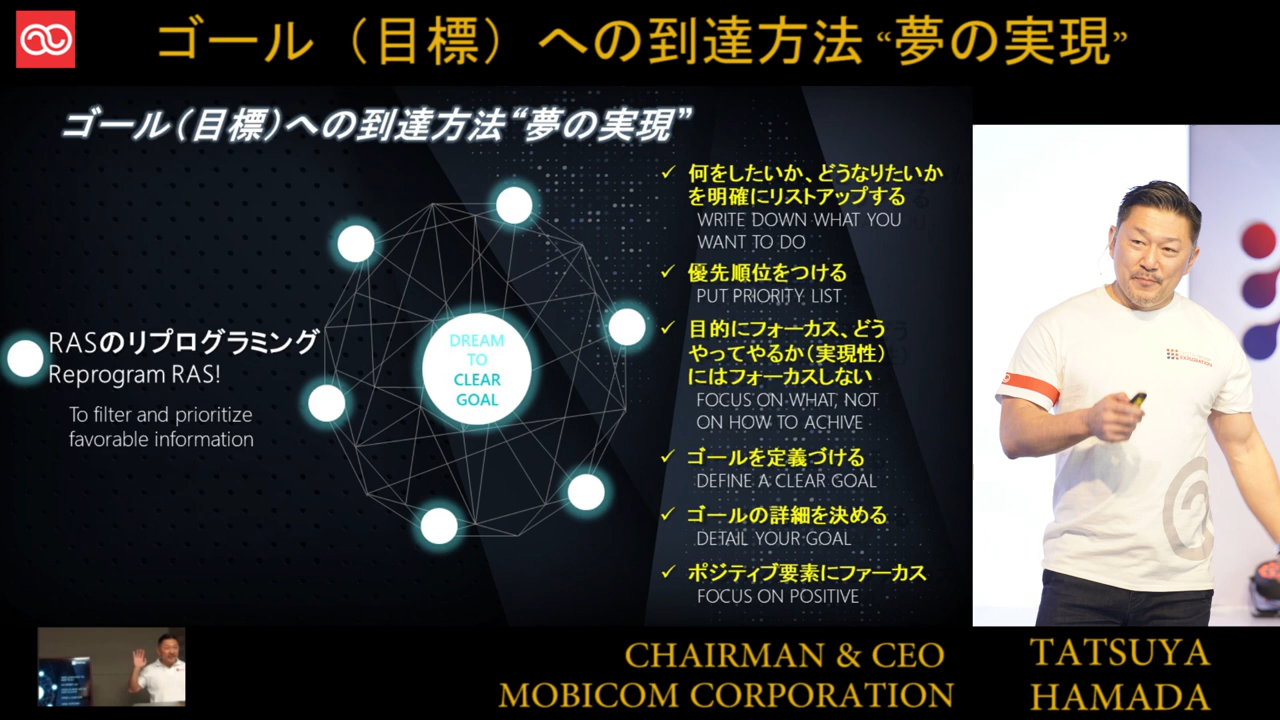 ゴール（目標）への到達方法 “夢の実現”
ゴール（目標）への到達方法“夢の実現”
RASのリプログラミング
Reprogram RAS!
To filter and prioritize
favorable information
DREAM
TO
CLEAR
GOAL
✓ 何をしたいか、どうなりたいか
を明確にリストアップする
WRITE DOWN WHAT YOU
WANT TO DO
✓ 優先順位をつける
PUT PRIORITY LIST
✓ 目的にフォーカス、どう
やってやるか（実現性）
にはフォーカスしない
FOCUS ON WHAT, NOT
ON HOW TO ACHIVE
✓ ゴールを定義づける
DEFINE A CLEAR GOAL
✓ ゴールの詳細を決める
DETAIL YOUR GOAL
✓ ポジティブ要素にファーカス
FOCUS ON POSITIVE
CHAIRMAN & CEO
MOBICOM CORPORATION
TATSUYA
HAMADA